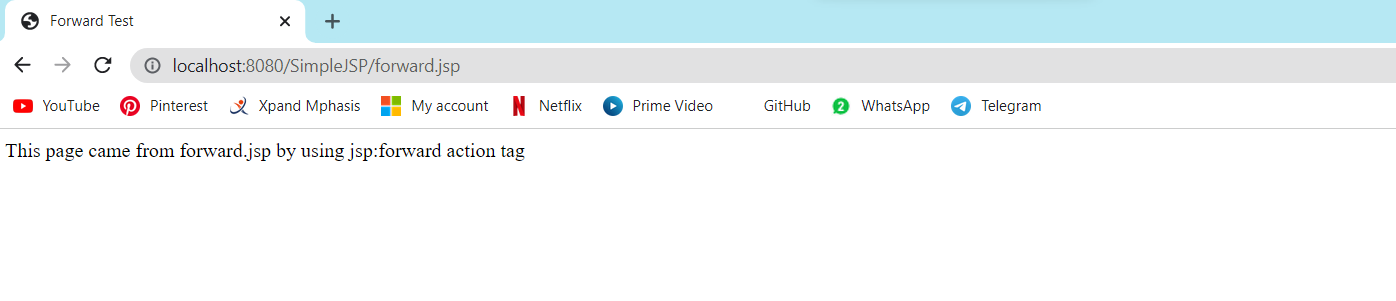 Forward Test
localhost:8080/SimpleJSP/forward.jsp
YouTube Pinterest Xpand Mphasis My account Netflix Prime Video GitHub 2 WhatsApp Telegram
This page came from forward.jsp by using jsp:forward action tag